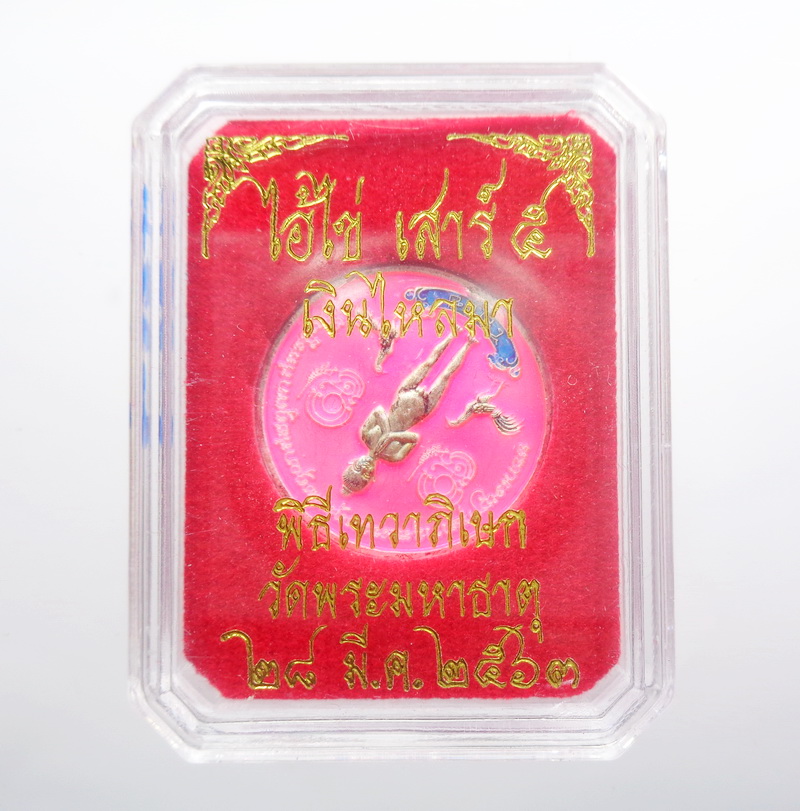 ไอ้ไข่ เสาร์ ๕
เงินไหลมา
พิธีเทวาภิเษก
วัดพระมหาธาตุ
๒๘ มี.ค.๒๕๖๓